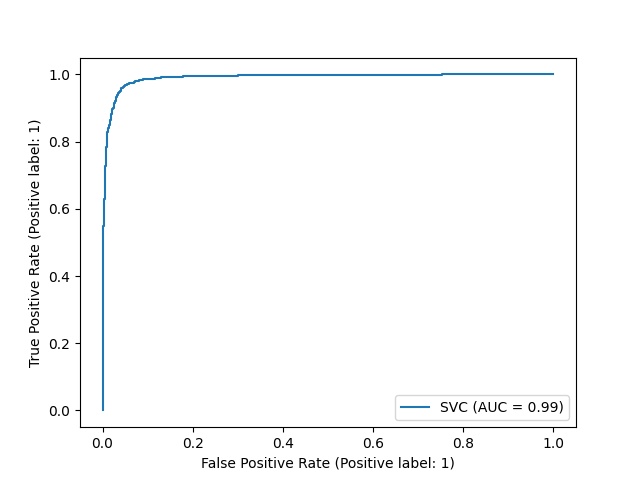 1.0
0.8
0.6
0.4
0.2
0.0
True Positive Rate (Positive label: 1)
SVC (AUC = 0.99)
0.0 0.2 0.4 0.6 0.8 1.0
False Positive Rate (Positive label: 1)